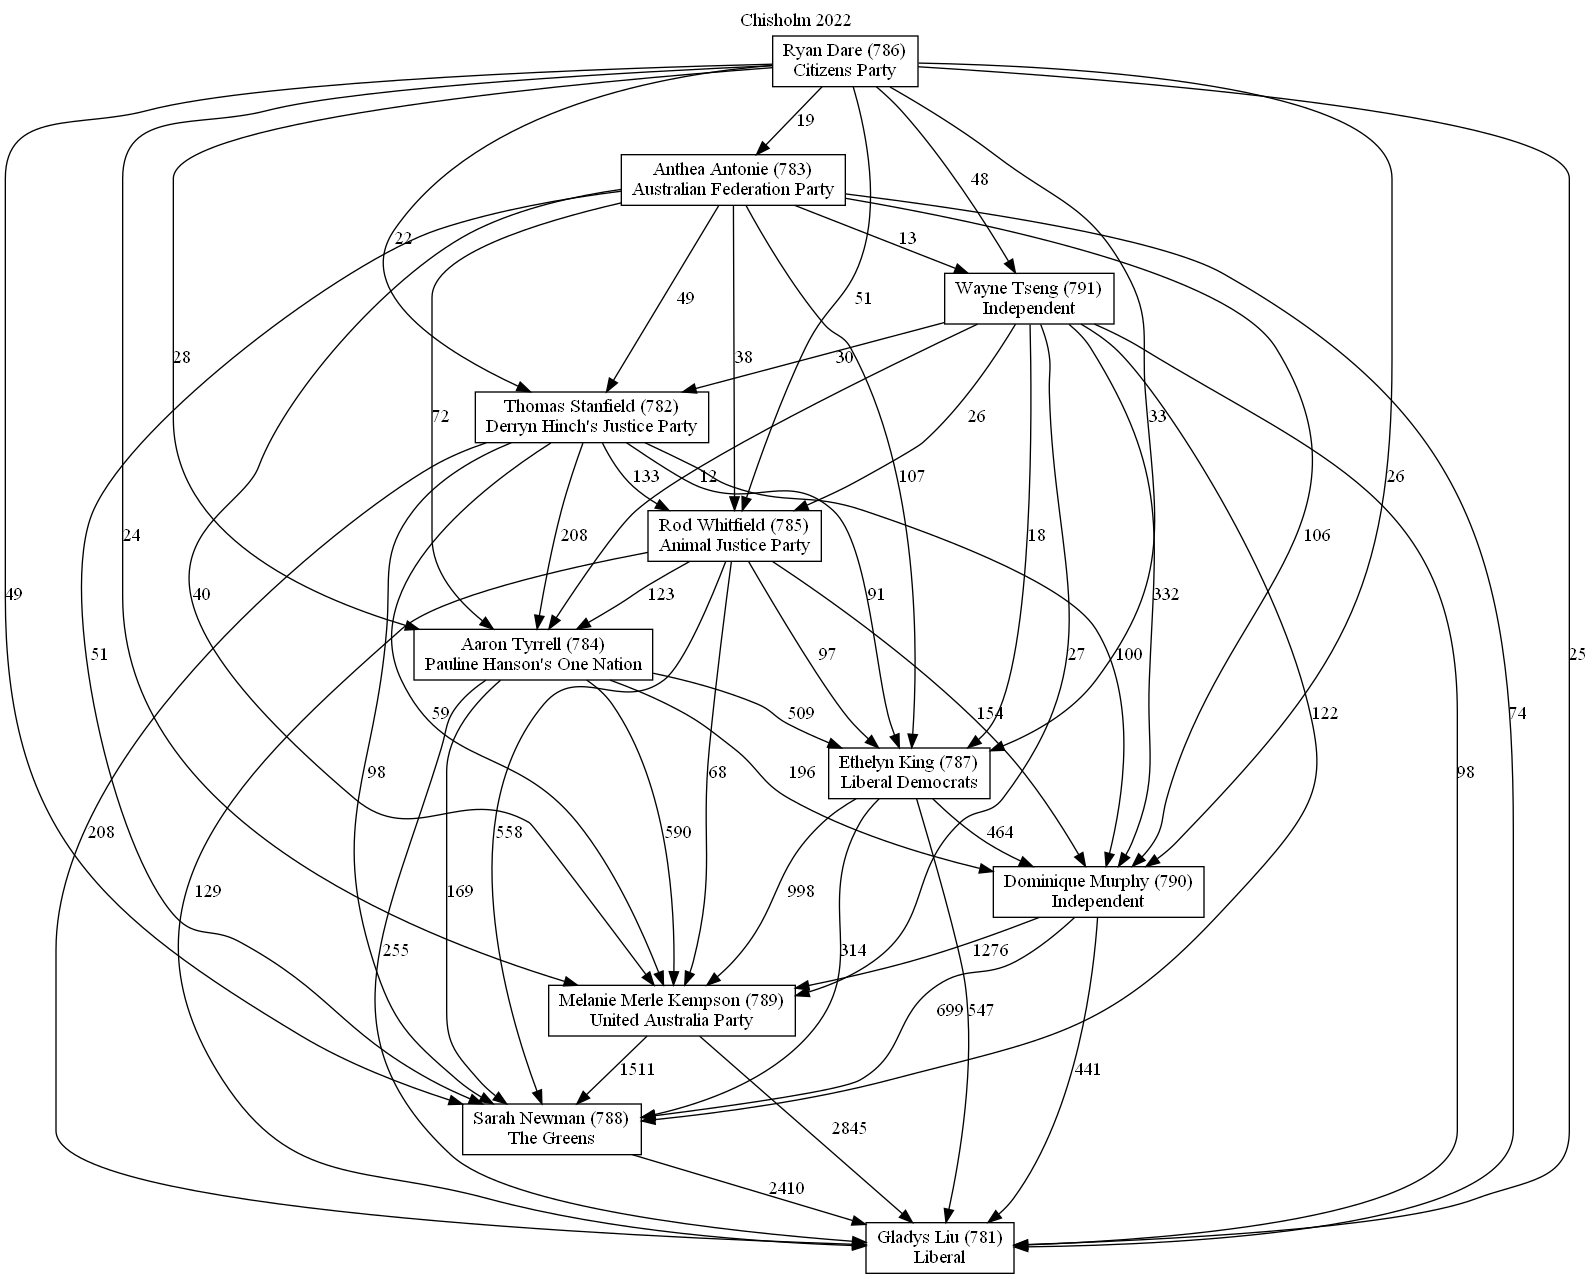 Chisholm 2022
Ryan Dare (786)
Citizens Party
19
Anthea Antonie (783)
Australian Federation Party
48
22
13
Wayne Tseng (791)
Independent
49
51
28
38
30
Thomas Stanfield (782)
Derryn Hinch's Justice Party
72
26
33
133
12
107
26
Rod Whitfield (785)
Animal Justice Party
24
208
18
106
49
40
123
91
332
Aaron Tyrrell (784)
Pauline Hanson's One Nation
51
97
27
100
59
509
154
122
74
25
Ethelyn King (787)
Liberal Democrats
98
68
196
98
208
558
590
464
Dominique Murphy (790)
Independent
129
169
998
255
314
1276
Melanie Merle Kempson (789)
United Australia Party
699
547
1511
441
Sarah Newman (788)
The Greens
2845
2410
Gladys Liu (781)
Liberal